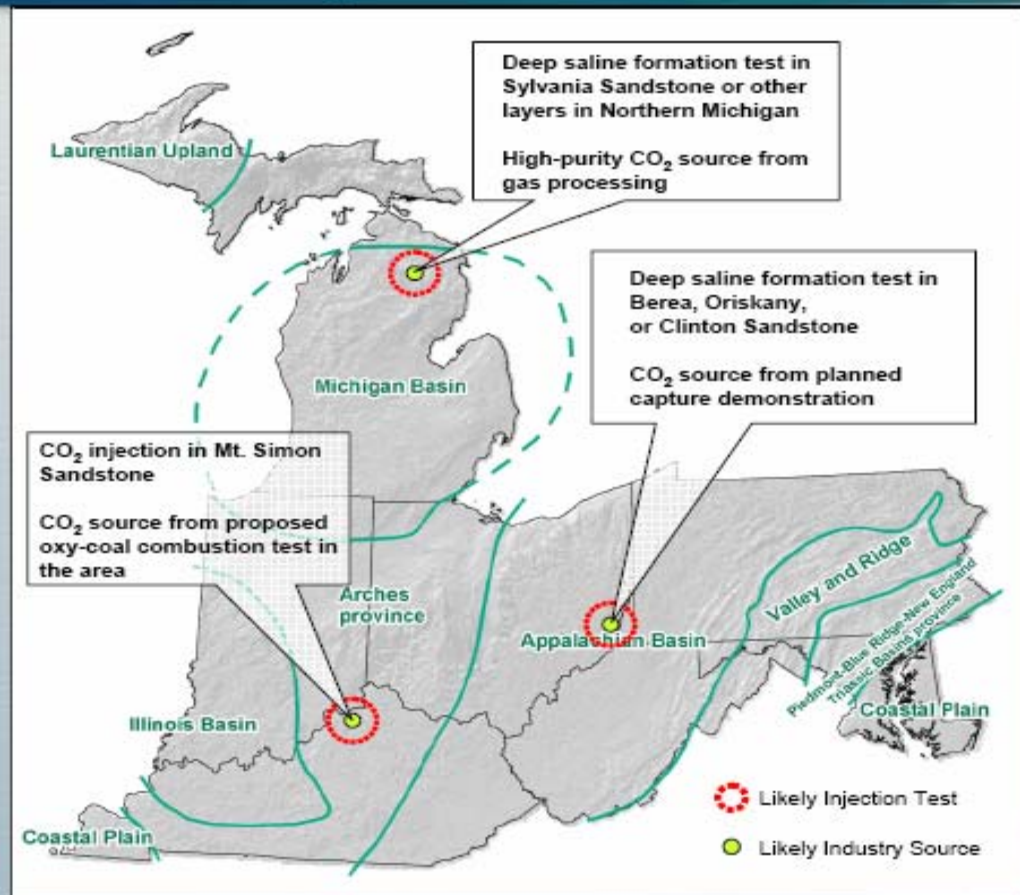 Deep saline formation test in
Sylvania Sandstone or other
layers in Northern Michigan
High-purity CO₂ source from
gas processing
Laurentian Upland
Deep saline formation test in
Berea, Oriskany,
or Clinton Sandstone
CO₂ source from planned
capture demonstration
Michigan Basin
CO₂ injection in Mt. Simon
Sandstone
CO₂ source from proposed
oxy-coal combustion test in
the area
Arches
province
Valley and Ridge
Appalachian Basin
Piedmont-Blue Ridge-New England
Triassic Basins province
Coastal Plain
Illinois Basin
Coastal Plain
Likely Injection Test
Likely Industry Source